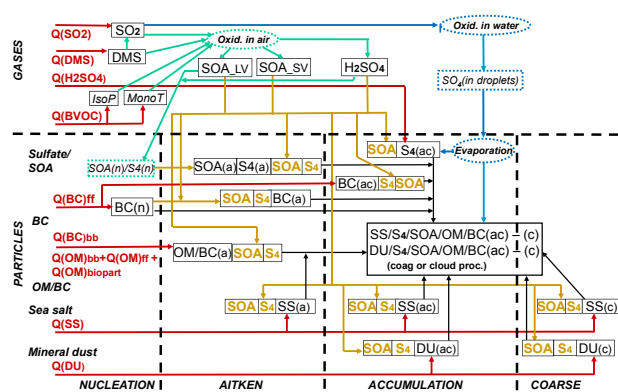 GASES
Q(SO2)
SO2
Oxid. in air
Oxid. in water
Q(DMS)
DMS
Q(H2SO4)
SOA_LV
SOA_SV
H2SO4
SO4(in droplets)
IsoP
MonoT
Q(BVOC)
PARTICLES
Sulfate/
SOA
SOA S4(ac)
Evaporation
SOA(n)/S4(n)
SOA(a) S4(a) SOA S4
Q(BC)ff
BC(ac) S4 SOA
BC(n)
SOA S4 BC(a)
BC
Q(BC)bb
SS/S4/SOA/OM/BC(ac) – (c)
DU/S4/SOA/OM/BC(ac) – (c)
(coag or cloud proc.)
Q(OM)bb+Q(OM)ff +
Q(OM)biopart
OM/BC(a) SOA S4
OM/BC
Sea salt
SOA S4 SS(a)
SOA S4 SS(ac)
SOA S4 SS(c)
Q(SS)
Mineral dust
SOA S4 DU(ac)
SOA S4 DU(c)
Q(DU)
NUCLEATION
AITKEN
ACCUMULATION
COARSE